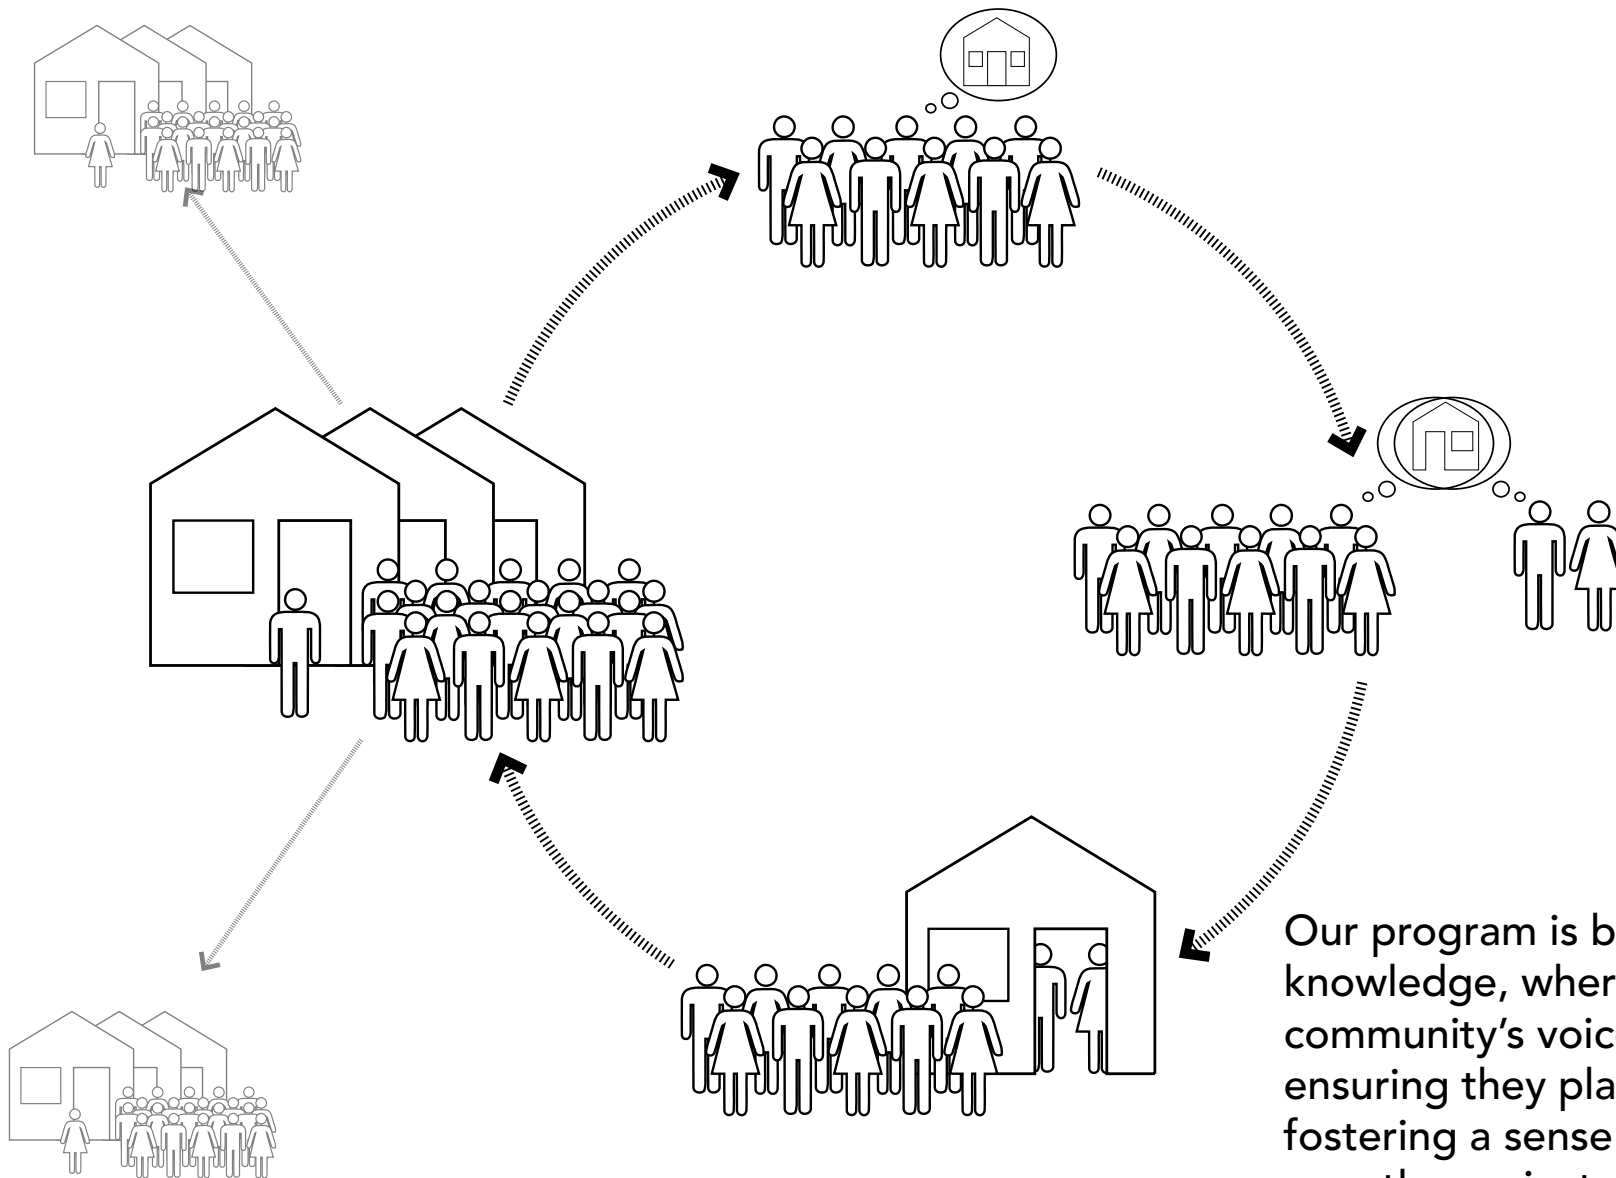 Our program is b
knowledge, wher
community's voic
ensuring they pla
fostering a sense